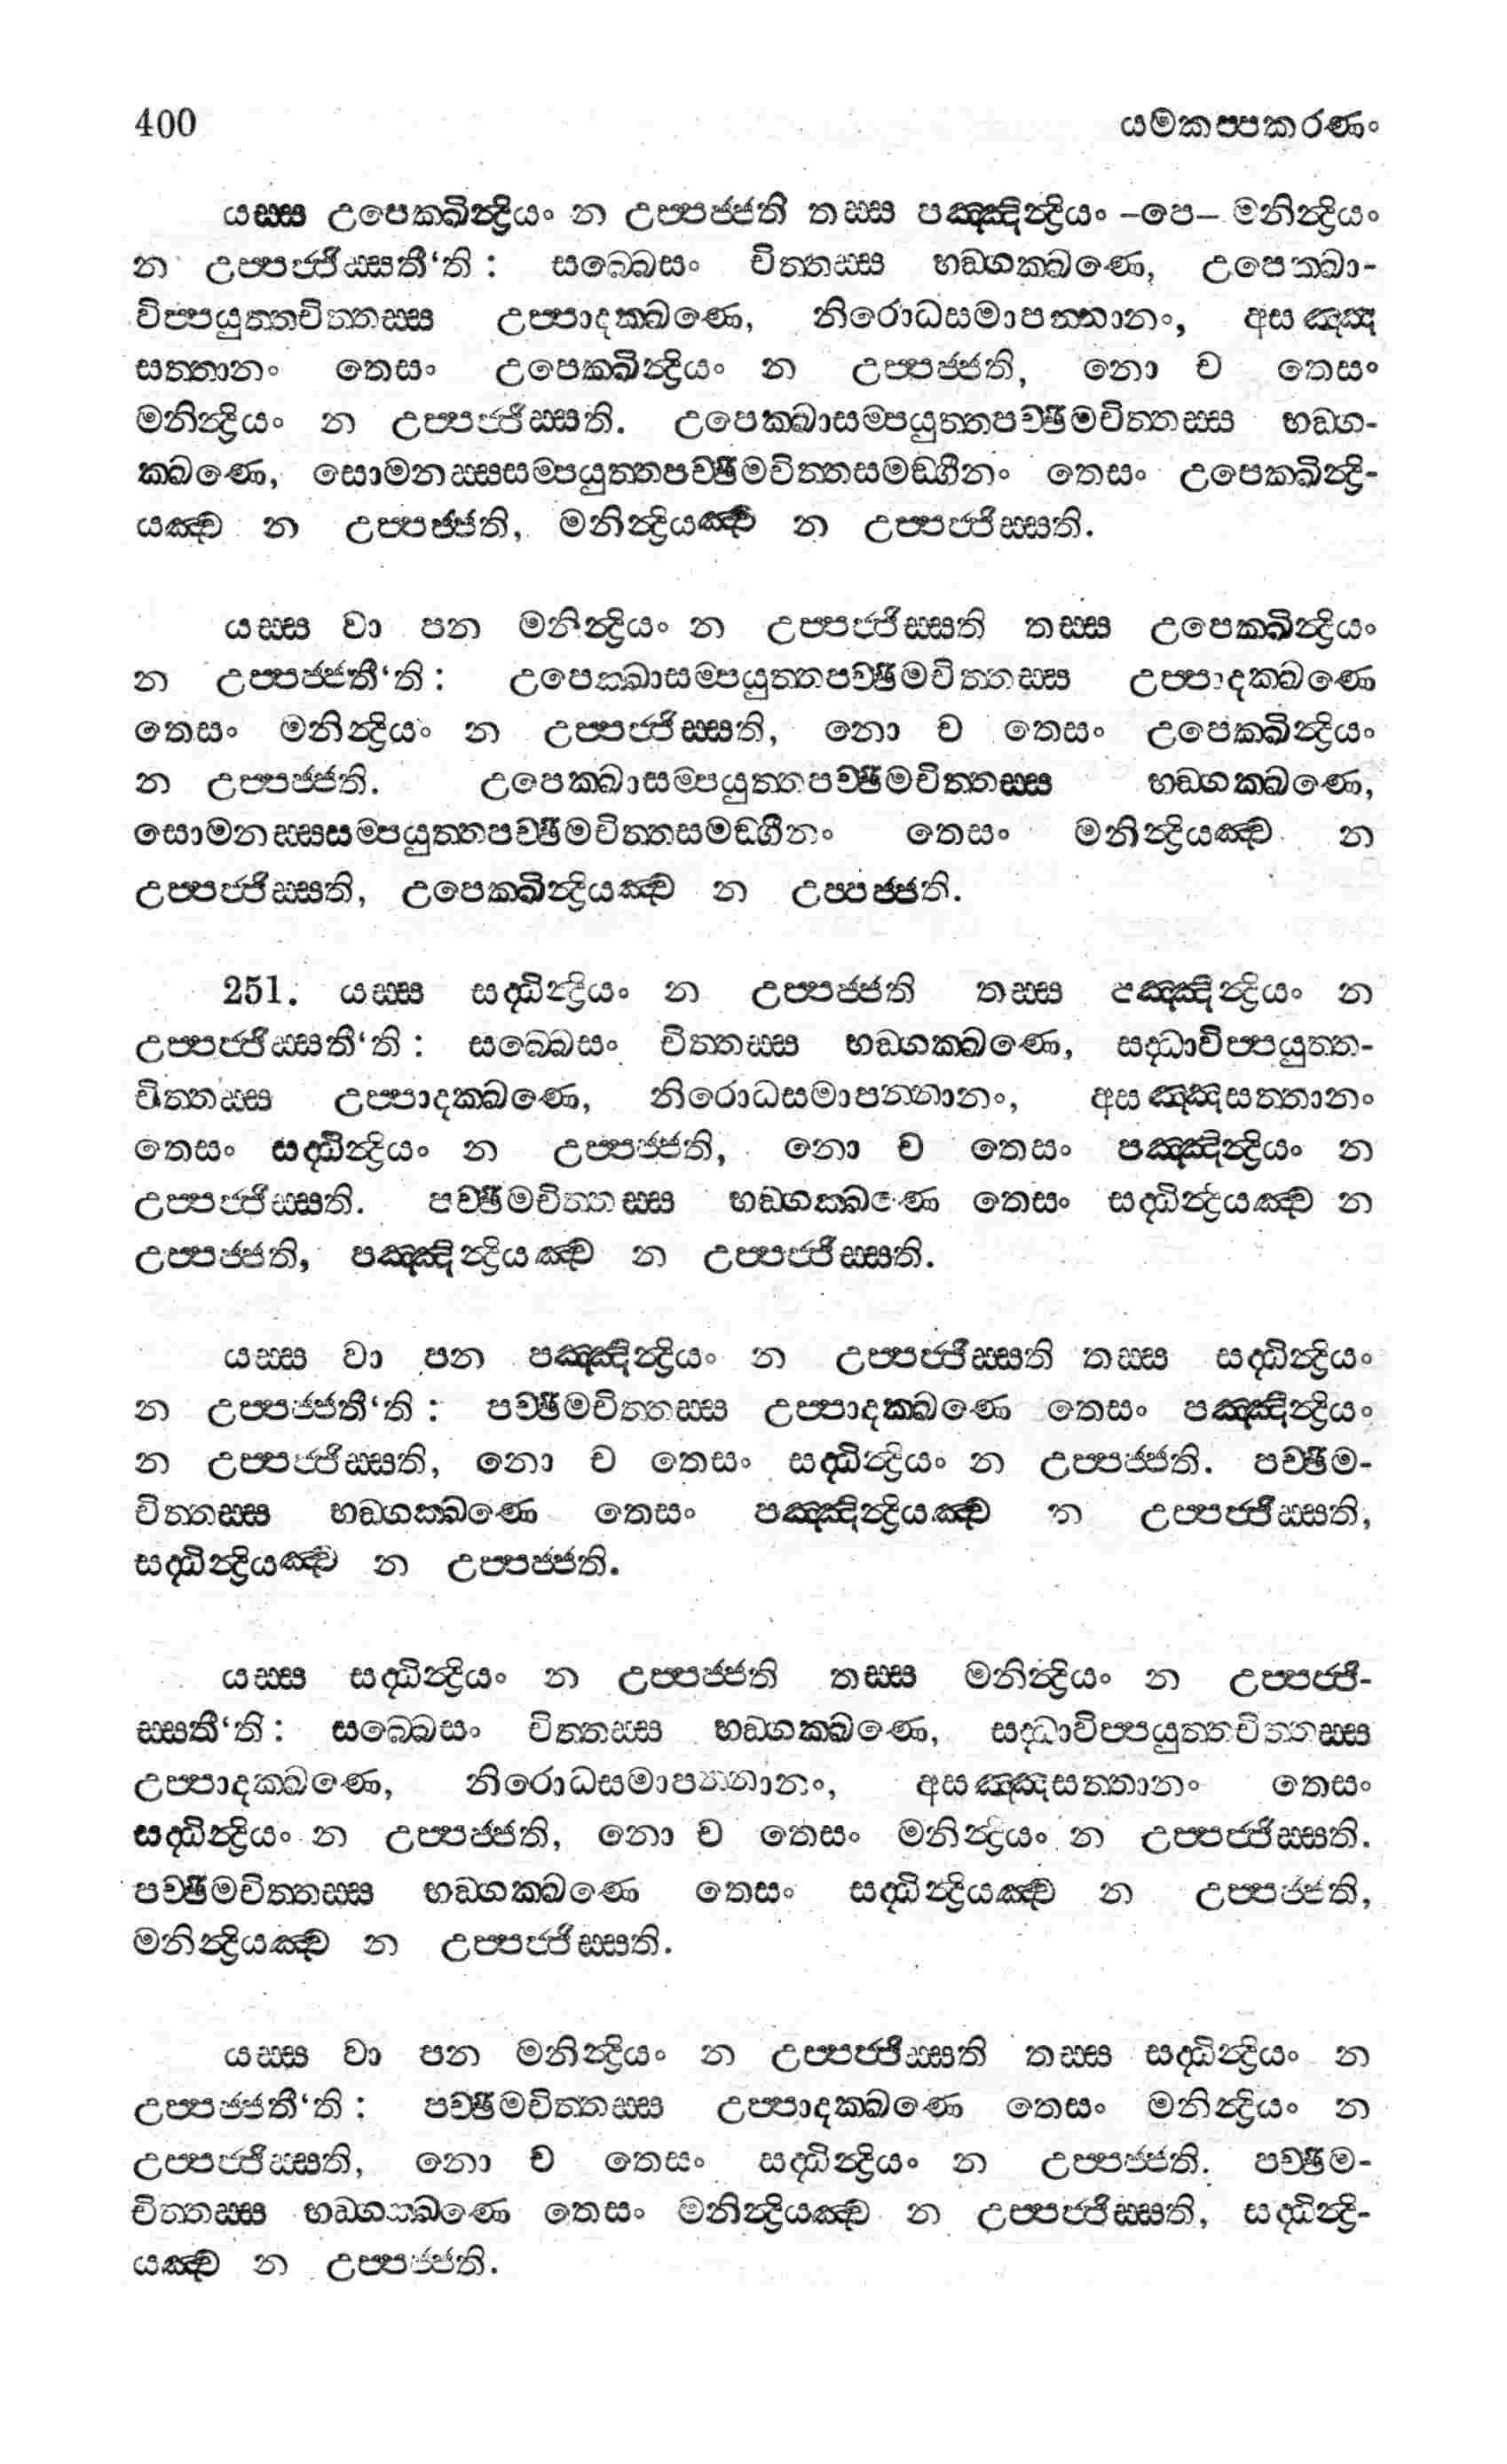 400 යමකප්පකරණං
යස්ස උපෙක්ඛින්ද්‍රියං න උප්පජ්ජති තස්ස පඤ්ඤින්ද්‍රියං –පෙ– මනින්ද්‍රියං
න උප්පජ්ජිස්සතී‘ති : සබ්බෙසං චිත්තස්ස භඞ්ගක්ඛණෙ, උපෙක්ඛා-
විප්පයුත්තචිත්තස්ස උප්පාදක්ඛණෙ, නිරොධසමාපන්නානං, අසඤ්ඤ
සත්තානං තෙසං උපෙක්ඛින්ද්‍රියං න උප්පජ්ජති, නො ච තෙසං
මනින්ද්‍රියං න උප්පජ්ජිස්සති. උපෙක්ඛාසම්පයුත්තපච්ඡිමචිත්තස්ස භඞ්ග-
ක්ඛණෙ, සොමනස්සසම්පයුත්තපච්ඡිමචිත්තසමඞ්ගීනං තෙසං උපෙක්ඛින්ද්‍රි-
යඤ්ච න උප්පජ්ජති, මනින්ද්‍රියඤ්ච න උප්පජ්ජිස්සති.
යස්ස වා පන මනින්ද්‍රියං න උප්පජ්ජිස්සති තස්ස උපෙක්ඛින්ද්‍රියං
න උප්පජ්ජතී‘ති : උපෙක්ඛාසම්පයුත්තපච්ඡිමචිත්තස්ස උප්පාදක්ඛණෙ
තෙසං මනින්ද්‍රියං න උප්පජ්ජිස්සති, නො ච තෙසං උපෙක්ඛින්ද්‍රියං
න උප්පජ්ජති. උපෙක්ඛාසම්පයුත්තපච්ඡිමචිත්තස්ස භඞ්ගක්ඛණෙ,
සොමනස්සසම්පයුත්තපච්ඡිමචිත්තසමඞ්ගීනං තෙසං මනින්ද්‍රියඤ්ච න
උප්පජ්ජිස්සති, උපෙක්ඛින්ද්‍රියඤ්ච න උප්පජ්ජති.
251. යස්ස සද්ධින්ද්‍රියං න උප්පජ්ජති තස්ස පඤ්ඤින්ද්‍රියං න
උප්පජ්ජිස්සතී‘ති : සබ්බෙසං චිත්තස්ස භඞ්ගක්ඛණෙ, සද්ධාවිප්පයුත්ත-
චිත්තස්ස උප්පාදක්ඛණෙ, නිරොධසමාපන්නානං, අසඤ්ඤසත්තානං
තෙසං සද්ධින්ද්‍රියං න උප්පජ්ජති, නො ච තෙසං පඤ්ඤින්ද්‍රියං න
උප්පජ්ජිස්සති. පච්ඡිමචිත්තස්ස භඞ්ගක්ඛණෙ තෙසං සද්ධින්ද්‍රියඤ්ච න
උප්පජ්ජති, පඤ්ඤින්ද්‍රියඤ්ච න උප්පජ්ජිස්සති.
යස්ස වා පන පඤ්ඤින්ද්‍රියං න උප්පජ්ජිස්සති තස්ස සද්ධින්ද්‍රියං
න උප්පජ්ජතී‘ති : පච්ඡිමචිත්තස්ස උප්පාදක්ඛණෙ තෙසං පඤ්ඤින්ද්‍රියං
න උප්පජ්ජිස්සති, නො ච තෙසං සද්ධින්ද්‍රියං න උප්පජ්ජති. පච්ඡිම-
චිත්තස්ස භඞ්ගක්ඛණෙ තෙසං පඤ්ඤින්ද්‍රියඤ්ච න උප්පජ්ජිස්සති,
සද්ධින්ද්‍රියඤ්ච න උප්පජ්ජති.
යස්ස සද්ධින්ද්‍රියං න උප්පජ්ජති තස්ස මනින්ද්‍රියං න උප්පජ්ජි-
ස්සතී‘ති : සබ්බෙසං චිත්තස්ස භඞ්ගක්ඛණෙ, සද්ධාවිප්පයුත්තචිත්තස්ස
උප්පාදක්ඛණෙ, නිරොධසමාපන්නානං, අසඤ්ඤසත්තානං තෙසං
සද්ධින්ද්‍රියං න උප්පජ්ජති, නො ච තෙසං මනින්ද්‍රියං න උප්පජ්ජිස්සති.
පච්ඡිමචිත්තස්ස භඞ්ගක්ඛණෙ තෙසං සද්ධින්ද්‍රියඤ්ච න උප්පජ්ජති,
මනින්ද්‍රියඤ්ච න උප්පජ්ජිස්සති.
යස්ස වා පන මනින්ද්‍රියං න උප්පජ්ජිස්සති තස්ස සද්ධින්ද්‍රියං න
උප්පජ්ජතී‘ති : පච්ඡිමචිත්තස්ස උප්පාදක්ඛණෙ තෙසං මනින්ද්‍රියං න
උප්පජ්ජිස්සති, නො ච තෙසං සද්ධින්ද්‍රියං න උප්පජ්ජති. පච්ඡිම-
චිත්තස්ස භඞ්ගක්ඛණෙ තෙසං මනින්ද්‍රියඤ්ච න උප්පජ්ජිස්සති, සද්ධින්ද්‍රි-
යඤ්ච න උප්පජ්ජති.